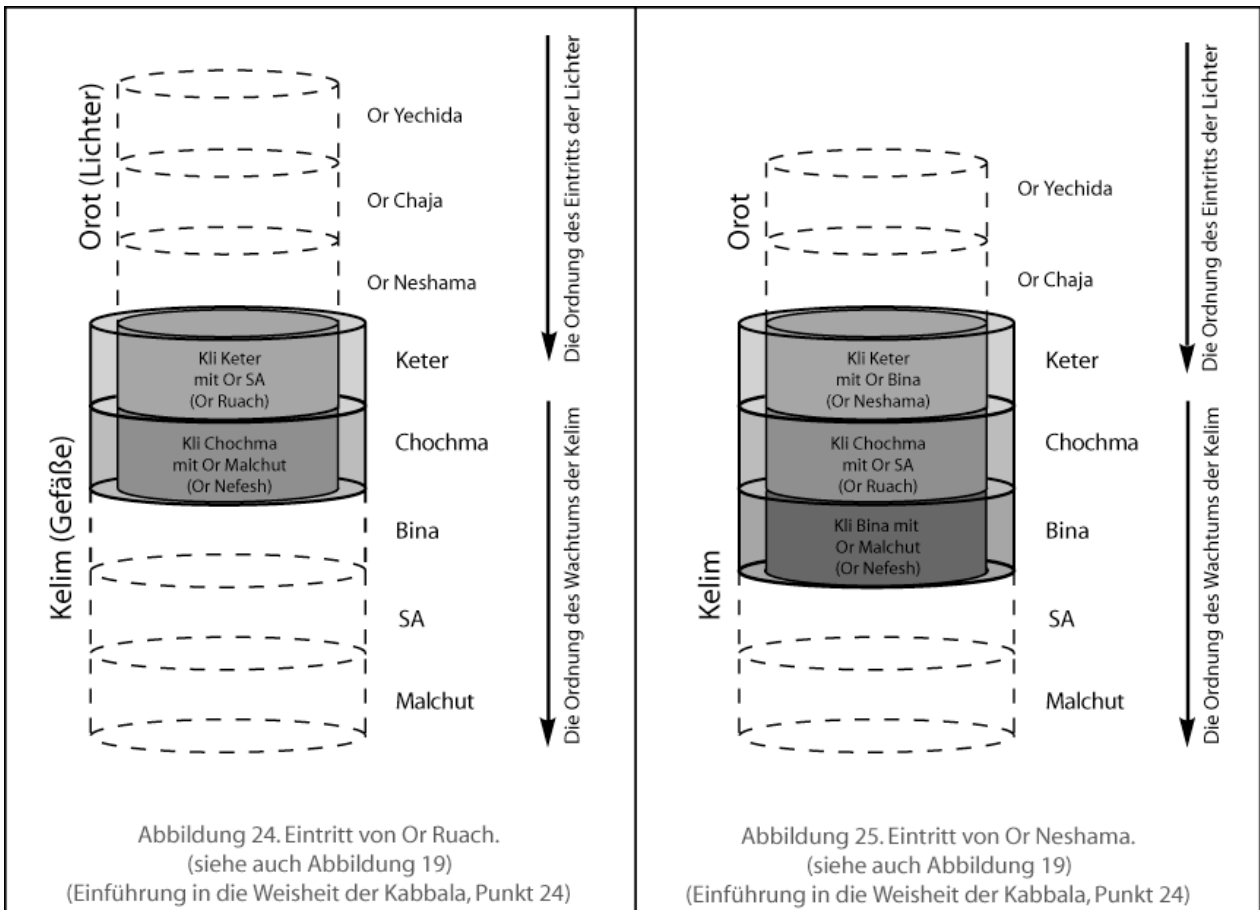 Orot (Lichter)
Or Yechida
Or Chaja
Or Neshama
Die Ordnung des Eintritts der Lichter
Kli Keter
mit Or SA
(Or Ruach)
Keter
Kli Chochma
mit Or Malchut
(Or Nefesh)
Chochma
Kelim (Gefäße)
Bina
SA
Malchut
Die Ordnung des Wachtums der Kelim
Abbildung 24. Eintritt von Or Ruach.
(siehe auch Abbildung 19)
(Einführung in die Weisheit der Kabbala, Punkt 24)
Orot
Or Yechida
Or Chaja
Die Ordnung des Eintritts der Lichter
Kli Keter
mit Or Bina
(Or Neshama)
Keter
Kli Chochma
mit Or SA
(Or Ruach)
Chochma
Kli Bina mit
Or Malchut
(Or Nefesh)
Bina
Kelim
SA
Malchut
Die Ordnung des Wachtums der Kelim
Abbildung 25. Eintritt von Or Neshama.
(siehe auch Abbildung 19)
(Einführung in die Weisheit der Kabbala, Punkt 24)